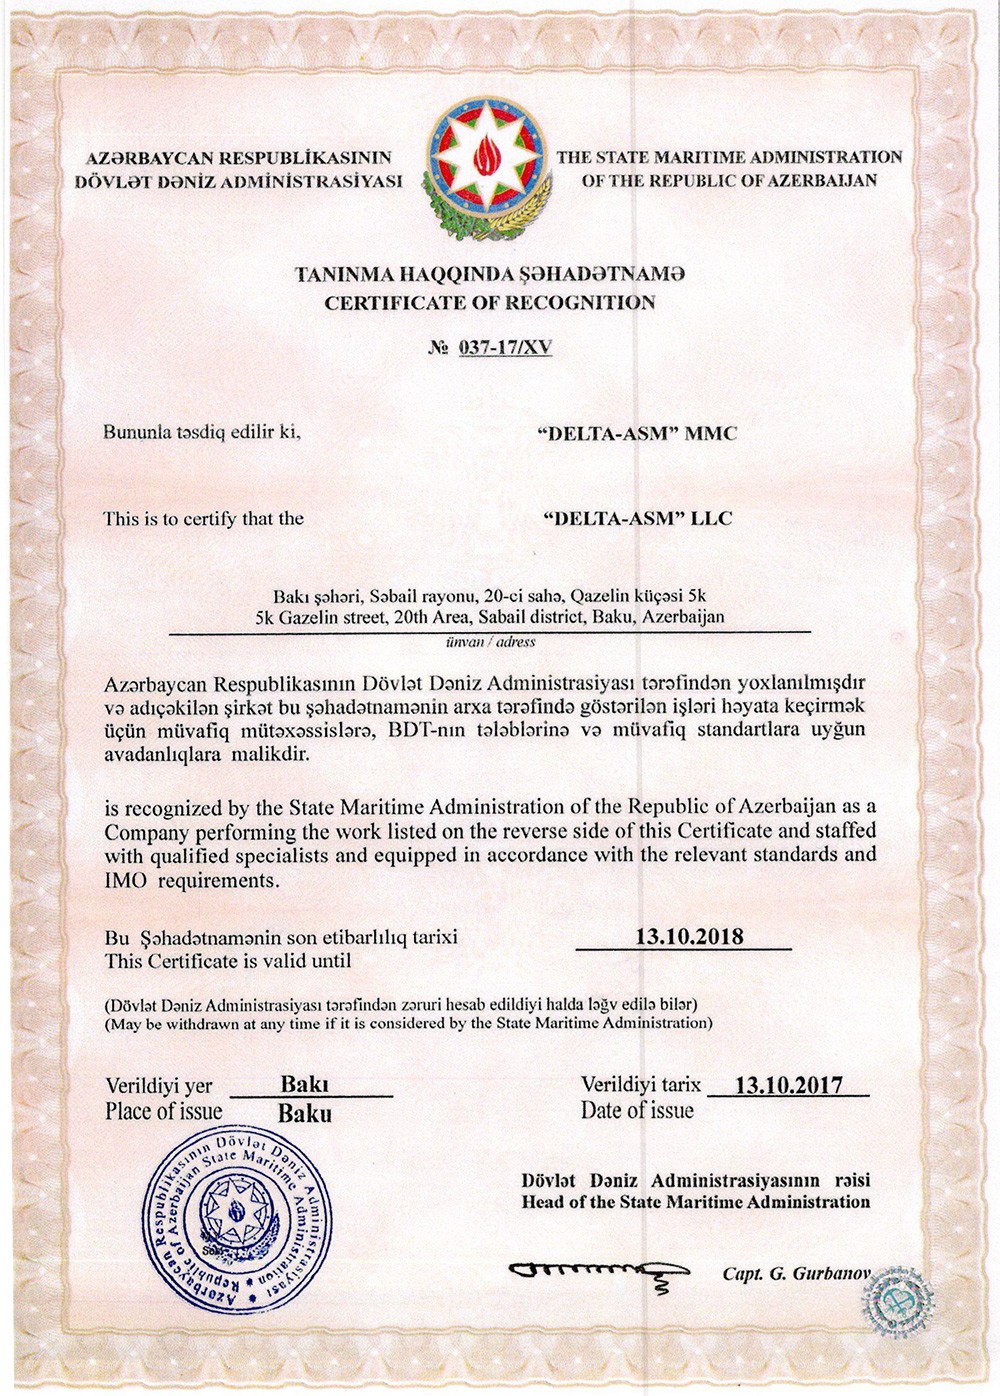 AZƏRBAYCAN RESPUBLİKASININ
DÖVLƏT DƏNİZ ADMİNİSTRASİYASI
THE STATE MARITIME ADMINISTRATION
OF THE REPUBLIC OF AZERBAIJAN
TANINMA HAQQINDA ŞƏHADƏTNAMƏ
CERTIFICATE OF RECOGNITION
№ 037-17/XV
Bununla təsdiq edilir ki, “DELTA-ASM” MMC
This is to certify that the “DELTA-ASM” LLC
Bakı şəhəri, Səbail rayonu, 20-ci sahə, Qazelin küçəsi 5k
5k Gazelin street, 20th Area, Sabail district, Baku, Azerbaijan
ünvan / adress
Azərbaycan Respublikasının Dövlət Dəniz Administrasiyası tərəfindən yoxlanılmışdır
və adıçəkilən şirkət bu şəhadətnamənin arxa tərəfində göstərilən işləri həyata keçirmək
üçün müvafiq mütəxəssislərə, BDT-nın tələblərinə və müvafiq standartlara uyğun
avadanlıqlara malikdir.
is recognized by the State Maritime Administration of the Republic of Azerbaijan as a
Company performing the work listed on the reverse side of this Certificate and staffed
with qualified specialists and equipped in accordance with the relevant standards and
IMO requirements.
Bu Şəhadətnamənin son etibarlılıq tarixi 13.10.2018
This Certificate is valid until
(Dövlət Dəniz Administrasiyası tərəfindən zəruri hesab edildiyi halda ləğv edilə bilər)
(May be withdrawn at any time if it is considered by the State Maritime Administration)
Verildiyi yer Bakı
Place of issue Baku
Verildiyi tarix 13.10.2017
Date of issue
Azərbaycan Respublikasının Dövlət Dəniz Administrasiyası
Republic of Azerbaijan State Maritime Administration
Dövlət Dəniz Administrasiyasının rəisi
Head of the State Maritime Administration
Capt. G. Gurbanov